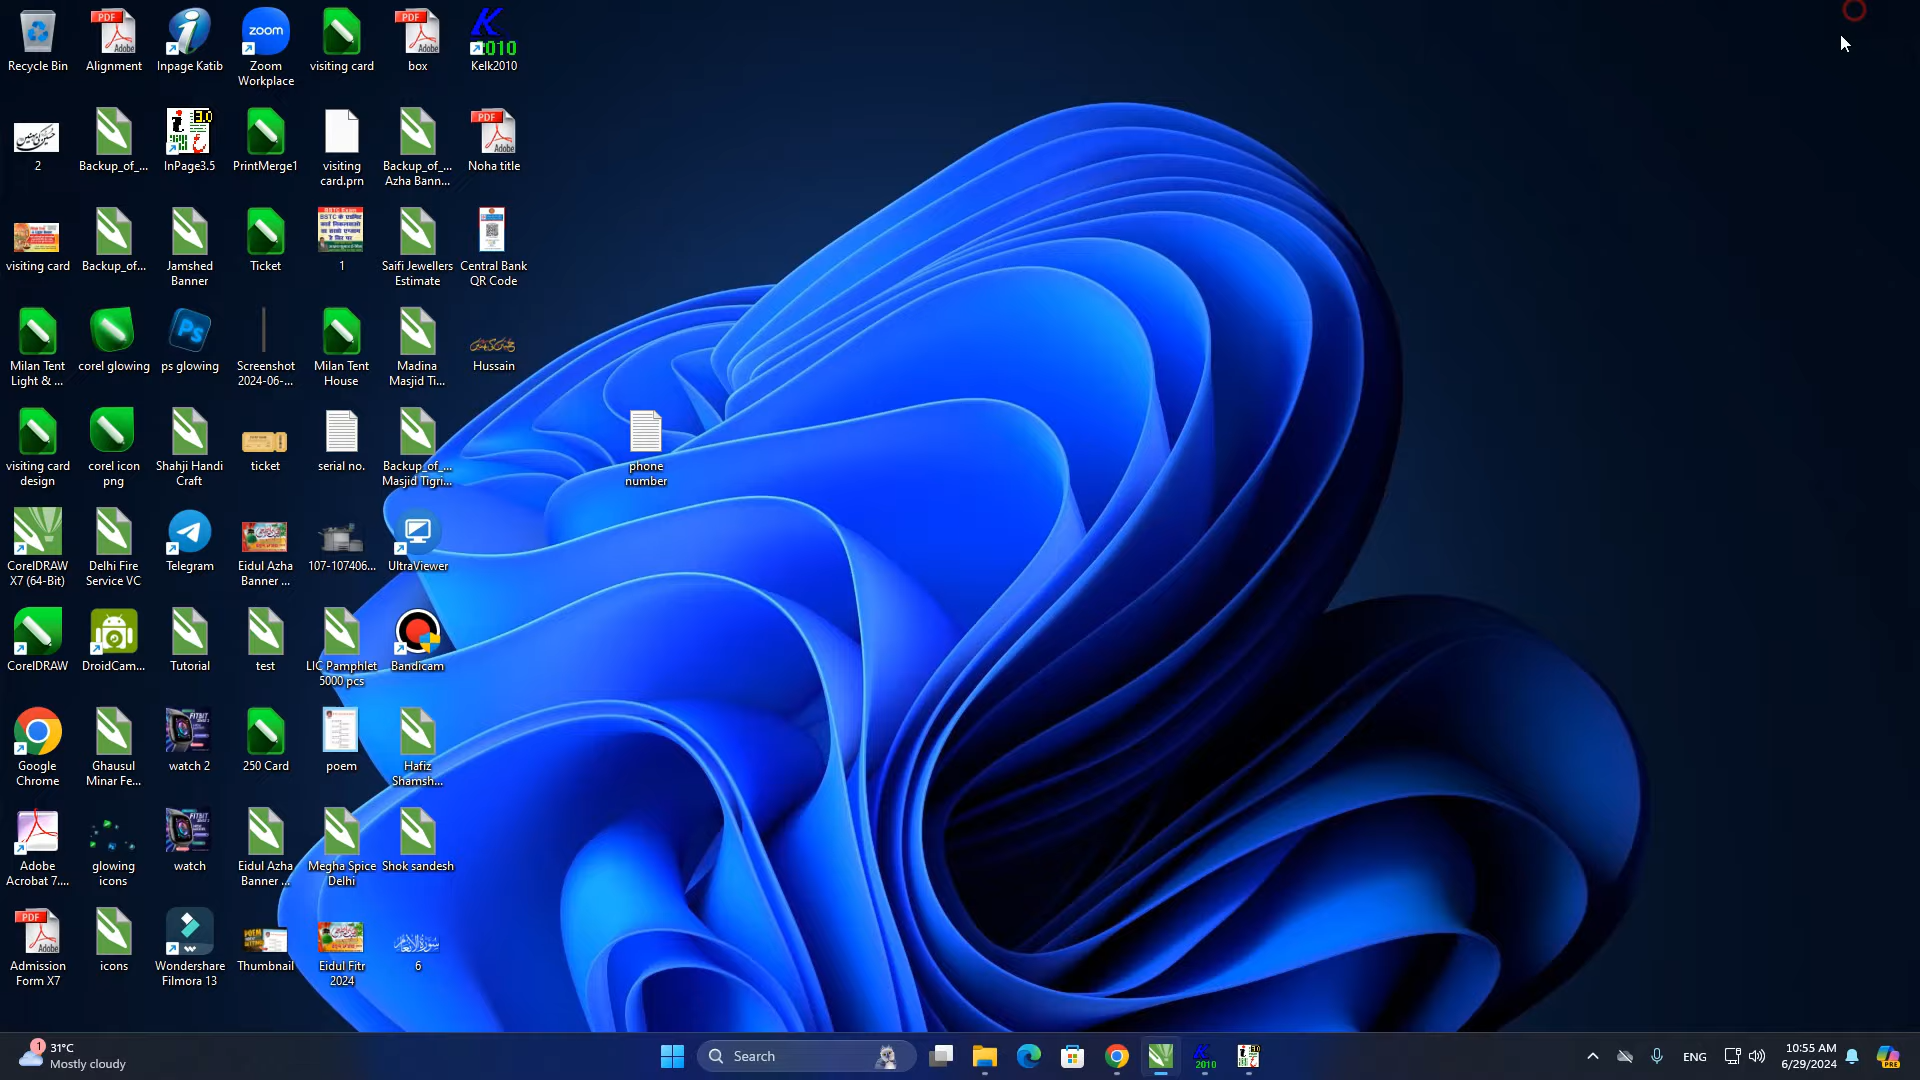 Recycle Bin
Alignment
Inpage Katib
zoom
Zoom
Workplace
visiting card
box
2010
Kelk2010
2
Backup_of_...
InPage3.5
PrintMerge1
visiting
card.prn
Backup_of_...
Azha Bann...
Noha title
visiting card
Backup_of...
Jamshed
Banner
Ticket
1
Saifi Jewellers
Estimate
Central Bank
QR Code
Milan Tent
Light & ...
corel glowing
ps glowing
Screenshot
2024-06-...
Milan Tent
House
Madina
Masjid Ti...
Hussain
visiting card
design
corel icon
png
Shahji Handi
Craft
ticket
serial no.
Backup_of_...
Masjid Tigri...
phone
number
CorelDRAW
X7 (64-Bit)
Delhi Fire
Service VC
Telegram
Eidul Azha
Banner ...
107-107406...
UltraViewer
CorelDRAW
DroidCam...
Tutorial
test
LIC Pamphlet
5000 pcs
Bandicam
Google
Chrome
Ghausul
Minar Fe...
watch 2
250 Card
poem
Hafiz
Shamsh...
Adobe
Acrobat 7....
glowing
icons
watch
Eidul Azha
Banner ...
Megha Spice
Delhi
Shok sandesh
Admission
Form X7
icons
Wondershare
Filmora 13
Thumbnail
Eidul Fitr
2024
6
1
31°C
Mostly cloudy
Search
2010
ENG
10:55 AM
6/29/2024